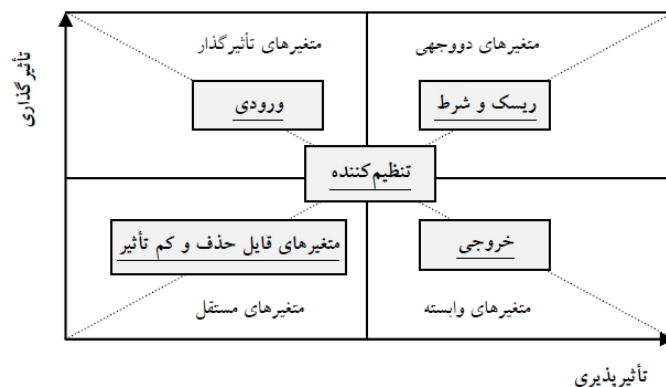 تأثیرگذاری
متغیرهای دووجهی
متغیرهای تأثیرگذار
ریسک و شرط
ورودی
تنظیم‌کننده
خروجی
متغیرهای قایل حذف و کم تأثیر
متغیرهای وابسته
متغیرهای مستقل
تأثیرپذیری